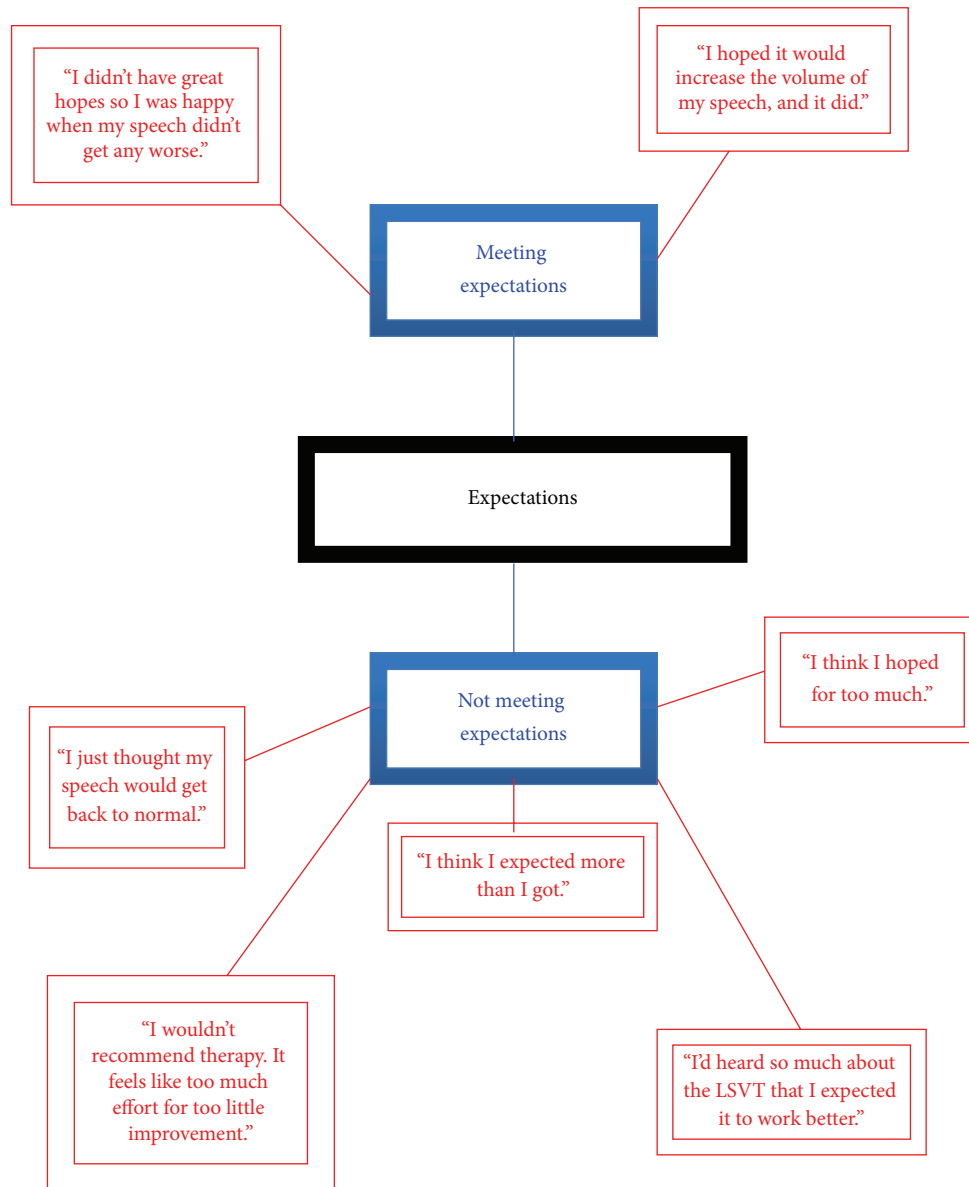 “I didn’t have great
hopes so I was happy
when my speech didn’t
get any worse.”
“I hoped it would
increase the volume of
my speech, and it did.”
Meeting
expectations
Expectations
Not meeting
expectations
“I think I hoped
for too much.”
“I just thought my
speech would get
back to normal.”
“I think I expected more
than I got.”
“I wouldn’t
recommend therapy. It
feels like too much
effort for too little
improvement.”
“I’d heard so much about
the LSVT that I expected
it to work better.”